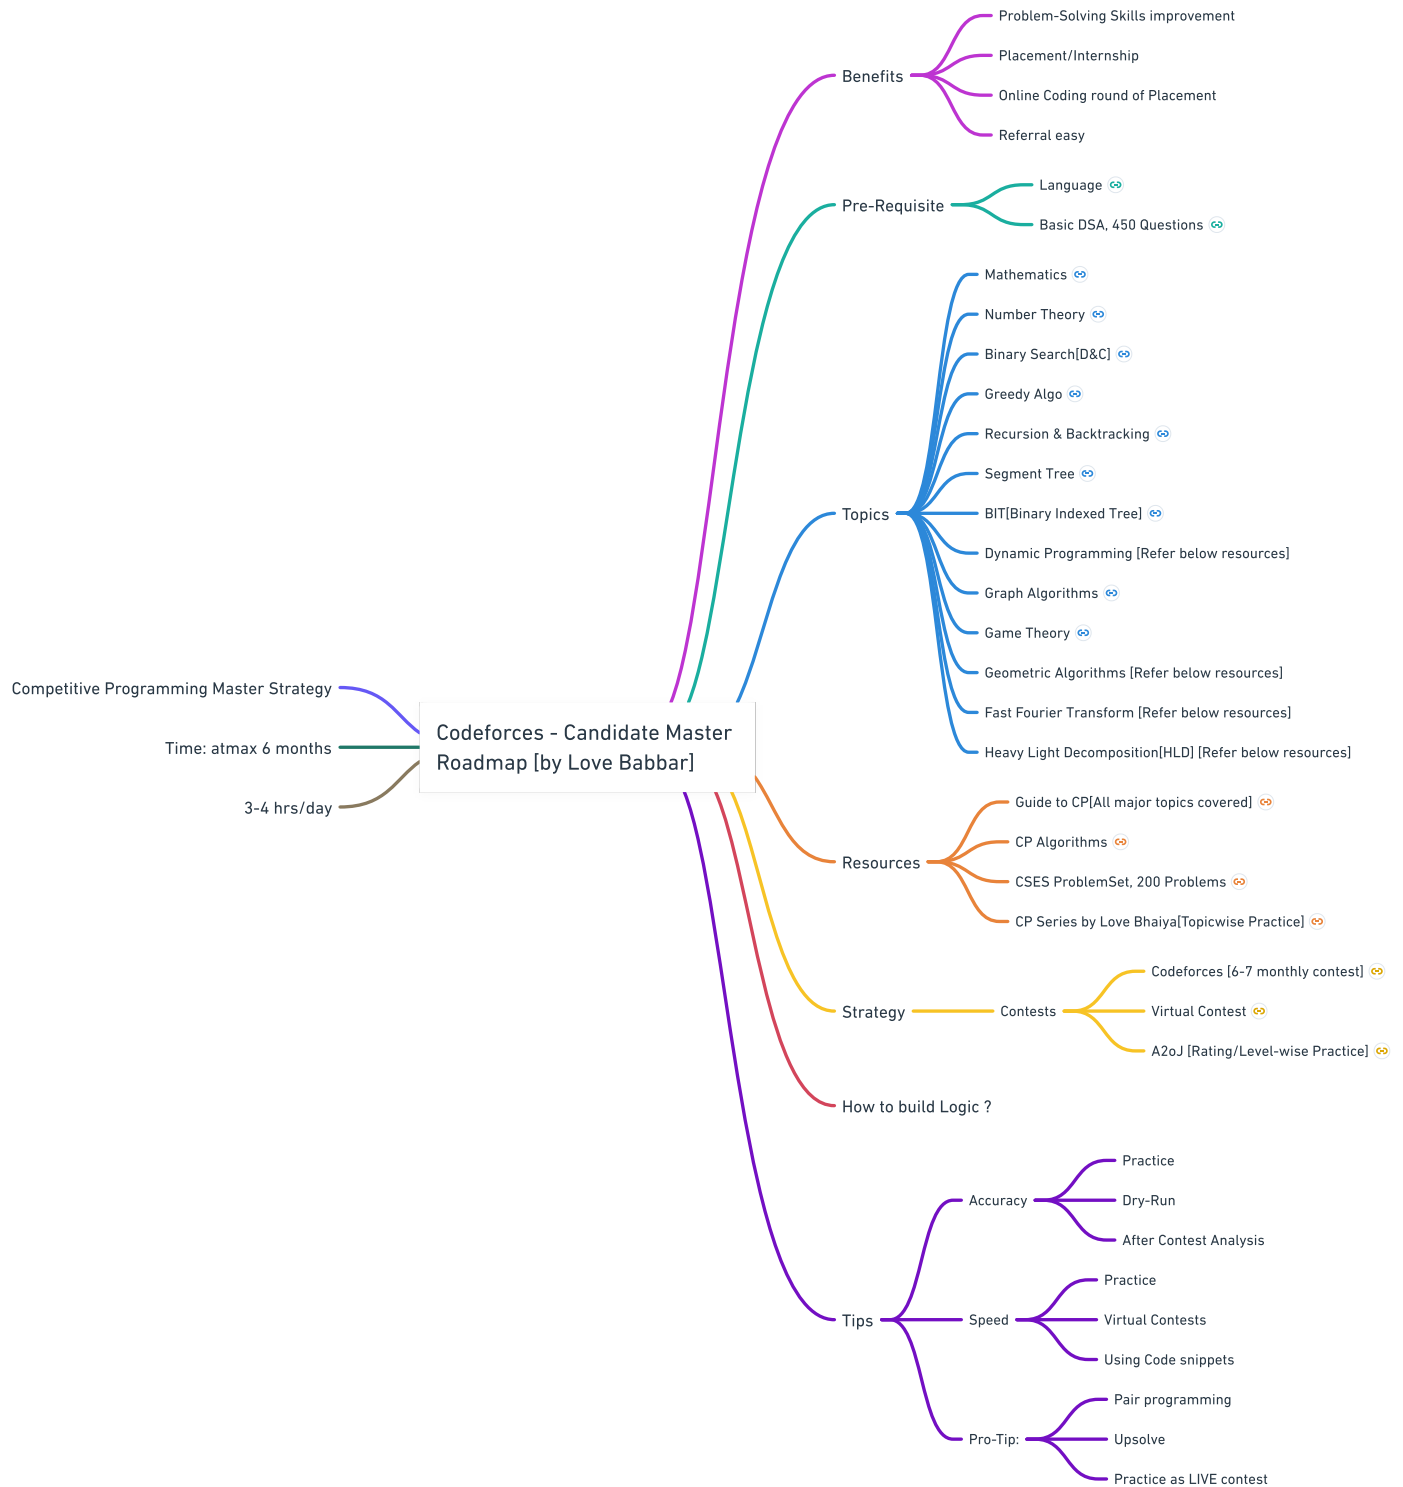 Problem-Solving Skills improvement
Placement/Internship
Benefits
Online Coding round of Placement
Referral easy
Language
Pre-Requisite
Basic DSA, 450 Questions
Mathematics
Number Theory
Binary Search[D&C]
Greedy Algo
Recursion & Backtracking
Segment Tree
Topics
BIT[Binary Indexed Tree]
Dynamic Programming [Refer below resources]
Graph Algorithms
Game Theory
Geometric Algorithms [Refer below resources]
Fast Fourier Transform [Refer below resources]
Heavy Light Decomposition[HLD] [Refer below resources]
Competitive Programming Master Strategy
Time: atmax 6 months
3-4 hrs/day
Codeforces - Candidate Master
Roadmap [by Love Babbar]
Guide to CP[All major topics covered]
CP Algorithms
Resources
CSES ProblemSet, 200 Problems
CP Series by Love Bhaiya[Topicwise Practice]
Codeforces [6-7 monthly contest]
Strategy
Contests
Virtual Contest
A2oJ [Rating/Level-wise Practice]
How to build Logic ?
Practice
Accuracy
Dry-Run
After Contest Analysis
Practice
Tips
Speed
Virtual Contests
Using Code snippets
Pair programming
Pro-Tip:
Upsolve
Practice as LIVE contest